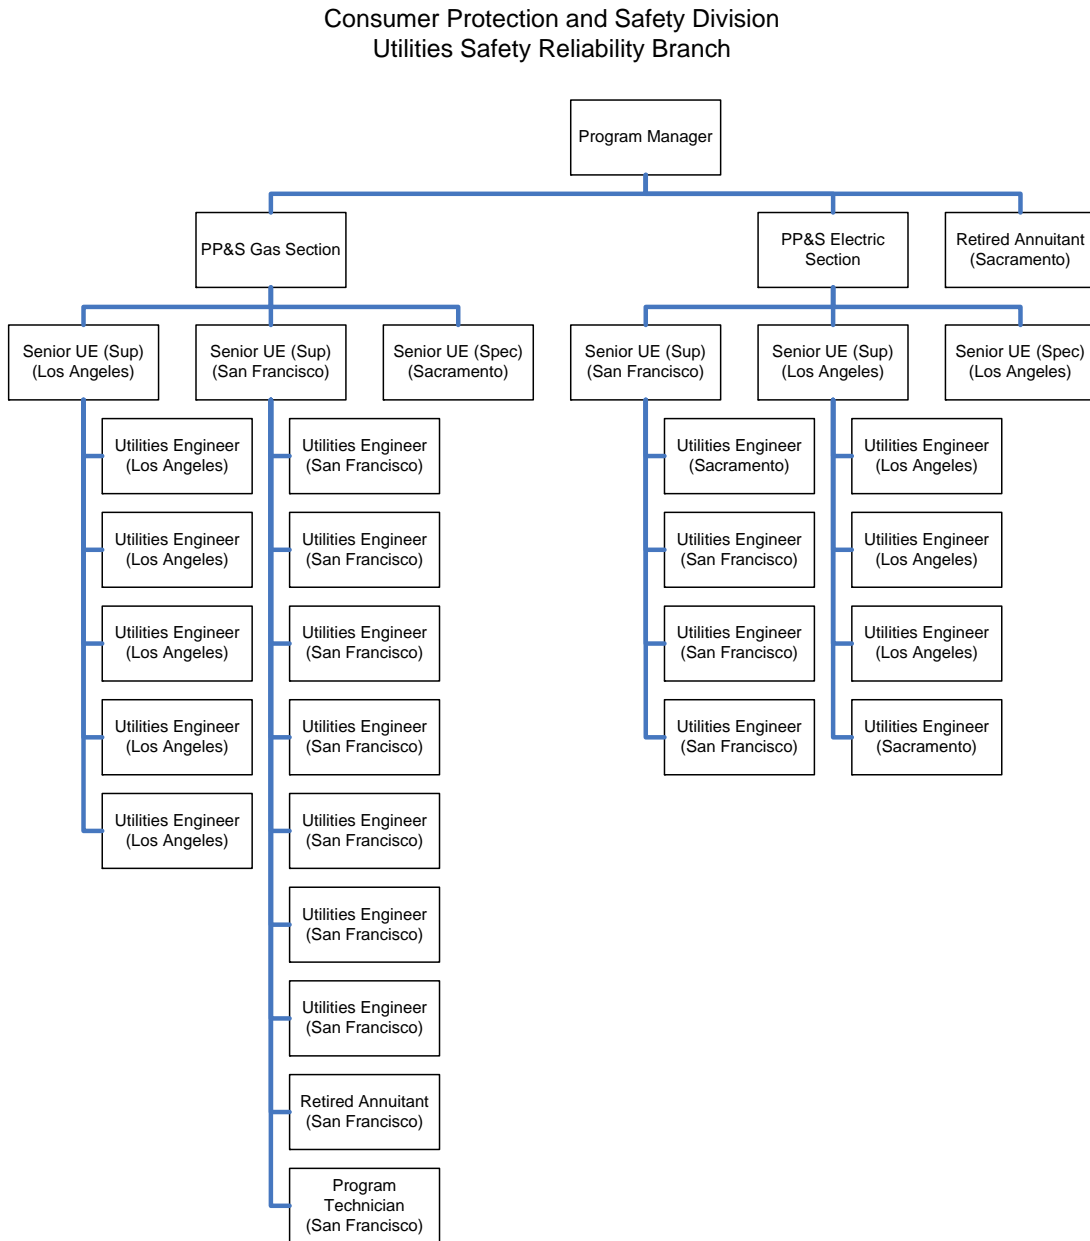 Consumer Protection and Safety Division
Utilities Safety Reliability Branch
Program Manager
PP&S Gas Section
PP&S Electric
Section
Retired Annuitant
(Sacramento)
Senior UE (Sup)
(Los Angeles)
Senior UE (Sup)
(San Francisco)
Senior UE (Spec)
(Sacramento)
Senior UE (Sup)
(San Francisco)
Senior UE (Sup)
(Los Angeles)
Senior UE (Spec)
(Los Angeles)
Utilities Engineer
(Los Angeles)
Utilities Engineer
(San Francisco)
Utilities Engineer
(Sacramento)
Utilities Engineer
(Los Angeles)
Utilities Engineer
(Los Angeles)
Utilities Engineer
(San Francisco)
Utilities Engineer
(San Francisco)
Utilities Engineer
(Los Angeles)
Utilities Engineer
(Los Angeles)
Utilities Engineer
(San Francisco)
Utilities Engineer
(San Francisco)
Utilities Engineer
(Los Angeles)
Utilities Engineer
(Los Angeles)
Utilities Engineer
(San Francisco)
Utilities Engineer
(San Francisco)
Utilities Engineer
(Sacramento)
Utilities Engineer
(Los Angeles)
Utilities Engineer
(San Francisco)
Utilities Engineer
(San Francisco)
Utilities Engineer
(San Francisco)
Retired Annuitant
(San Francisco)
Program
Technician
(San Francisco)